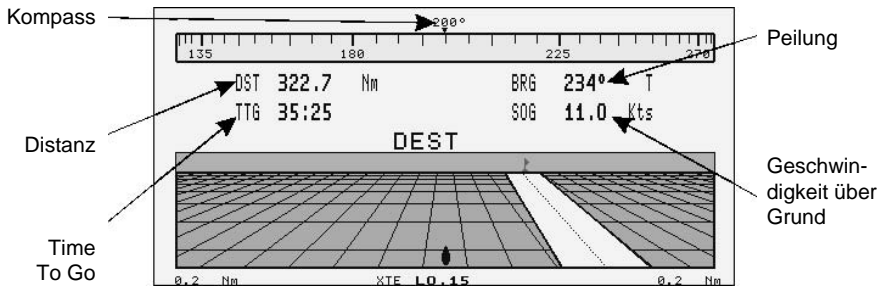 Kompass
200°
135 180 225 270
Peilung
DST 322.7 Nm BRG 234° T
TTG 35:25 SOG 11.0 Kts
Distanz
DEST
Geschwin-
digkeit über
Grund
Time
To Go
0.2 Nm XTE L0.15 0.2 Nm